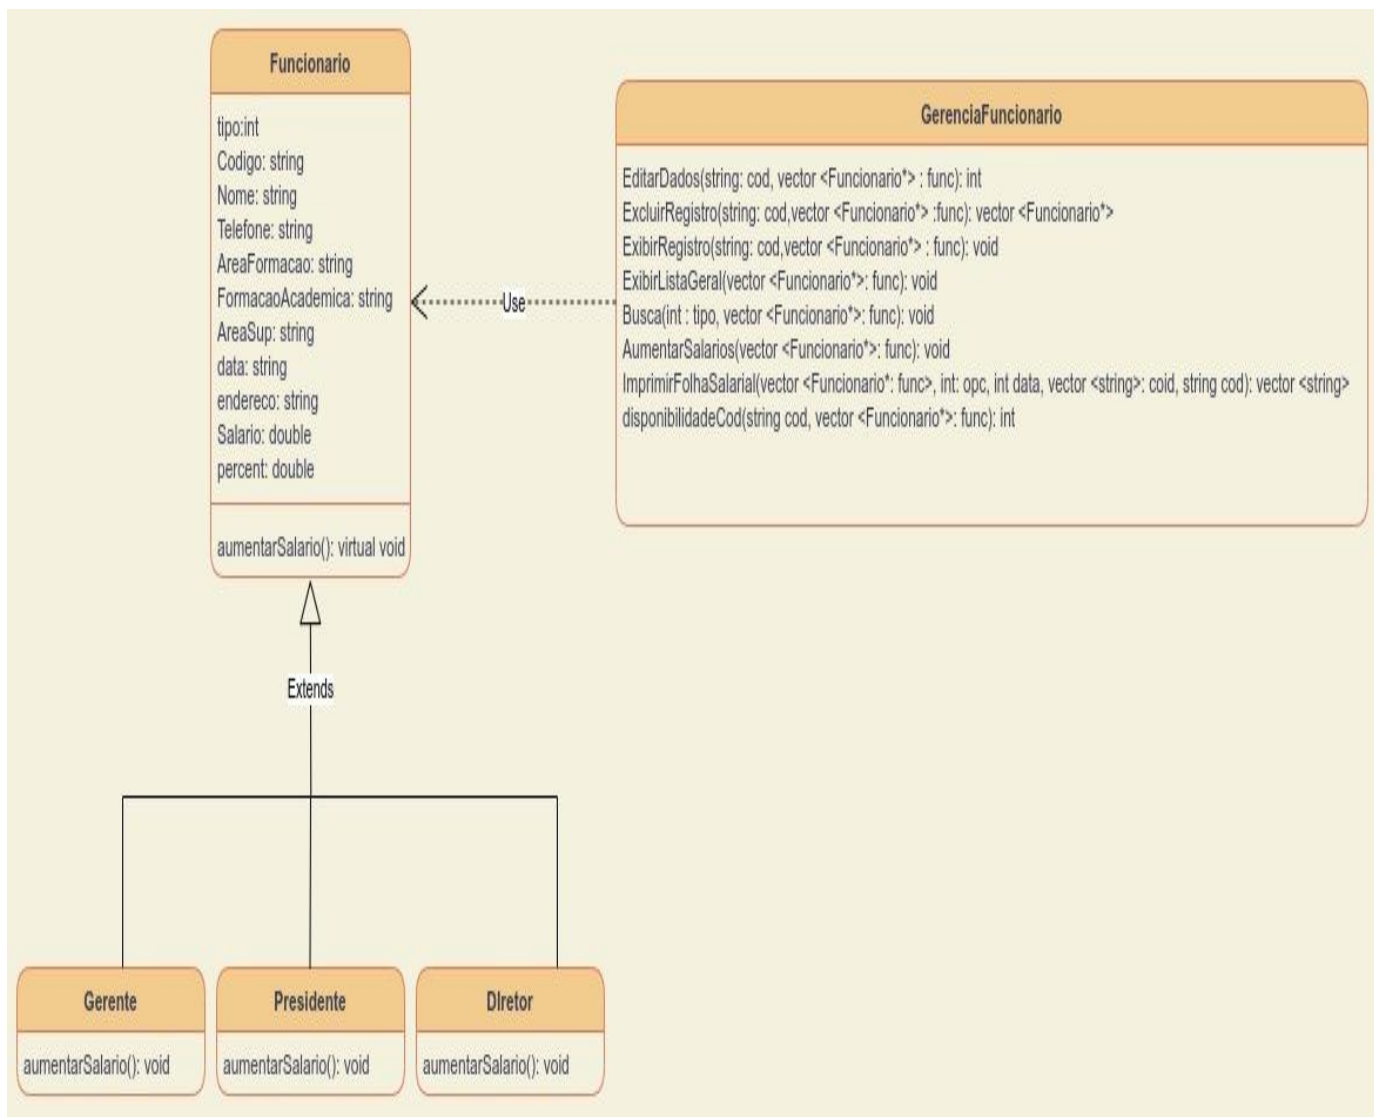 Funcionario
tipo:int
Codigo: string
Nome: string
Telefone: string
AreaFormacao: string
FormacaoAcademica: string
AreaSup: string
data: string
endereco: string
Salario: double
percent: double
aumentarSalario(): virtual void
GerenciaFuncionario
EditarDados(string: cod, vector <Funcionario*> : func): int
ExcluirRegistro(string: cod,vector <Funcionario*> :func): vector <Funcionario*>
ExibirRegistro(string: cod,vector <Funcionario*> : func): void
ExibirListaGeral(vector <Funcionario*>: func): void
Busca(int : tipo, vector <Funcionario*>: func): void
AumentarSalarios(vector <Funcionario*>: func): void
ImprimirFolhaSalarial(vector <Funcionario*: func>, int: opc, int data, vector <string>: coid, string cod): vector <string>
disponibilidadeCod(string cod, vector <Funcionario*>: func): int
Use
Extends
Gerente
aumentarSalario(): void
Presidente
aumentarSalario(): void
DIretor
aumentarSalario(): void